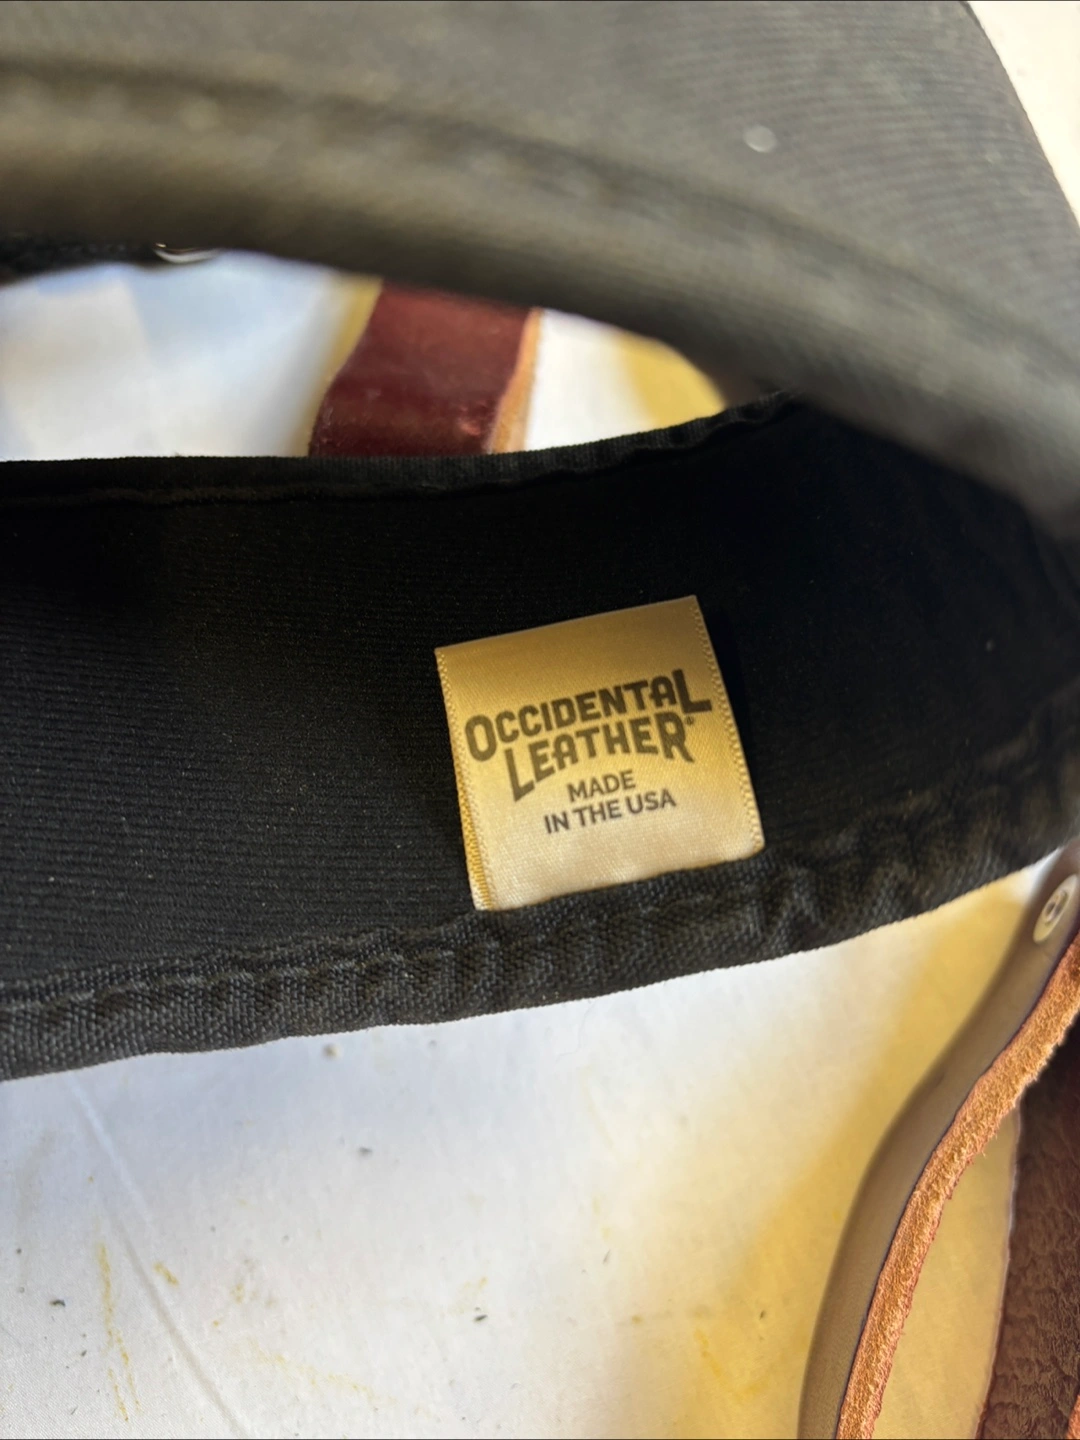 OCCIDENTAL
LEATHER®
MADE
IN THE USA